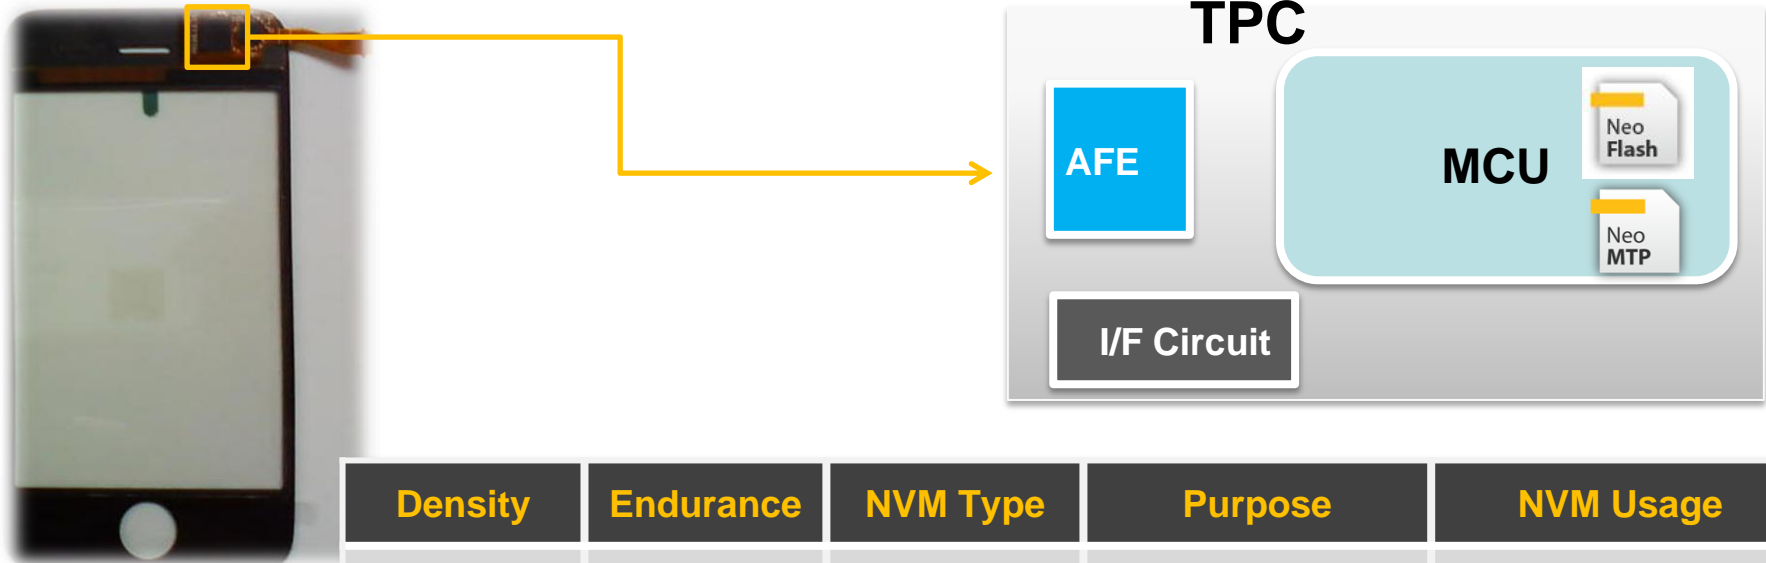 TPC
AFE
MCU
Neo
Flash
Neo
MTP
I/F Circuit
Density Endurance NVM Type Purpose NVM Usage